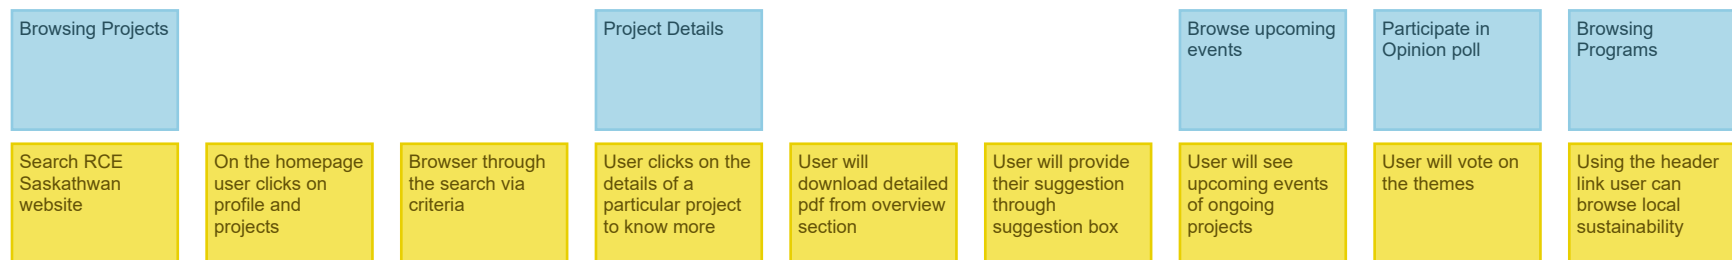 Browsing Projects
Project Details
Browse upcoming
events
Participate in
Opinion poll
Browsing
Programs
Search RCE
Saskathwan
website
On the homepage
user clicks on
profile and
projects
Browser through
the search via
criteria
User clicks on the
details of a
particular project
to know more
User will
download detailed
pdf from overview
section
User will provide
their suggestion
through
suggestion box
User will see
upcoming events
of ongoing
projects
User will vote on
the themes
Using the header
link user can
browse local
sustainability